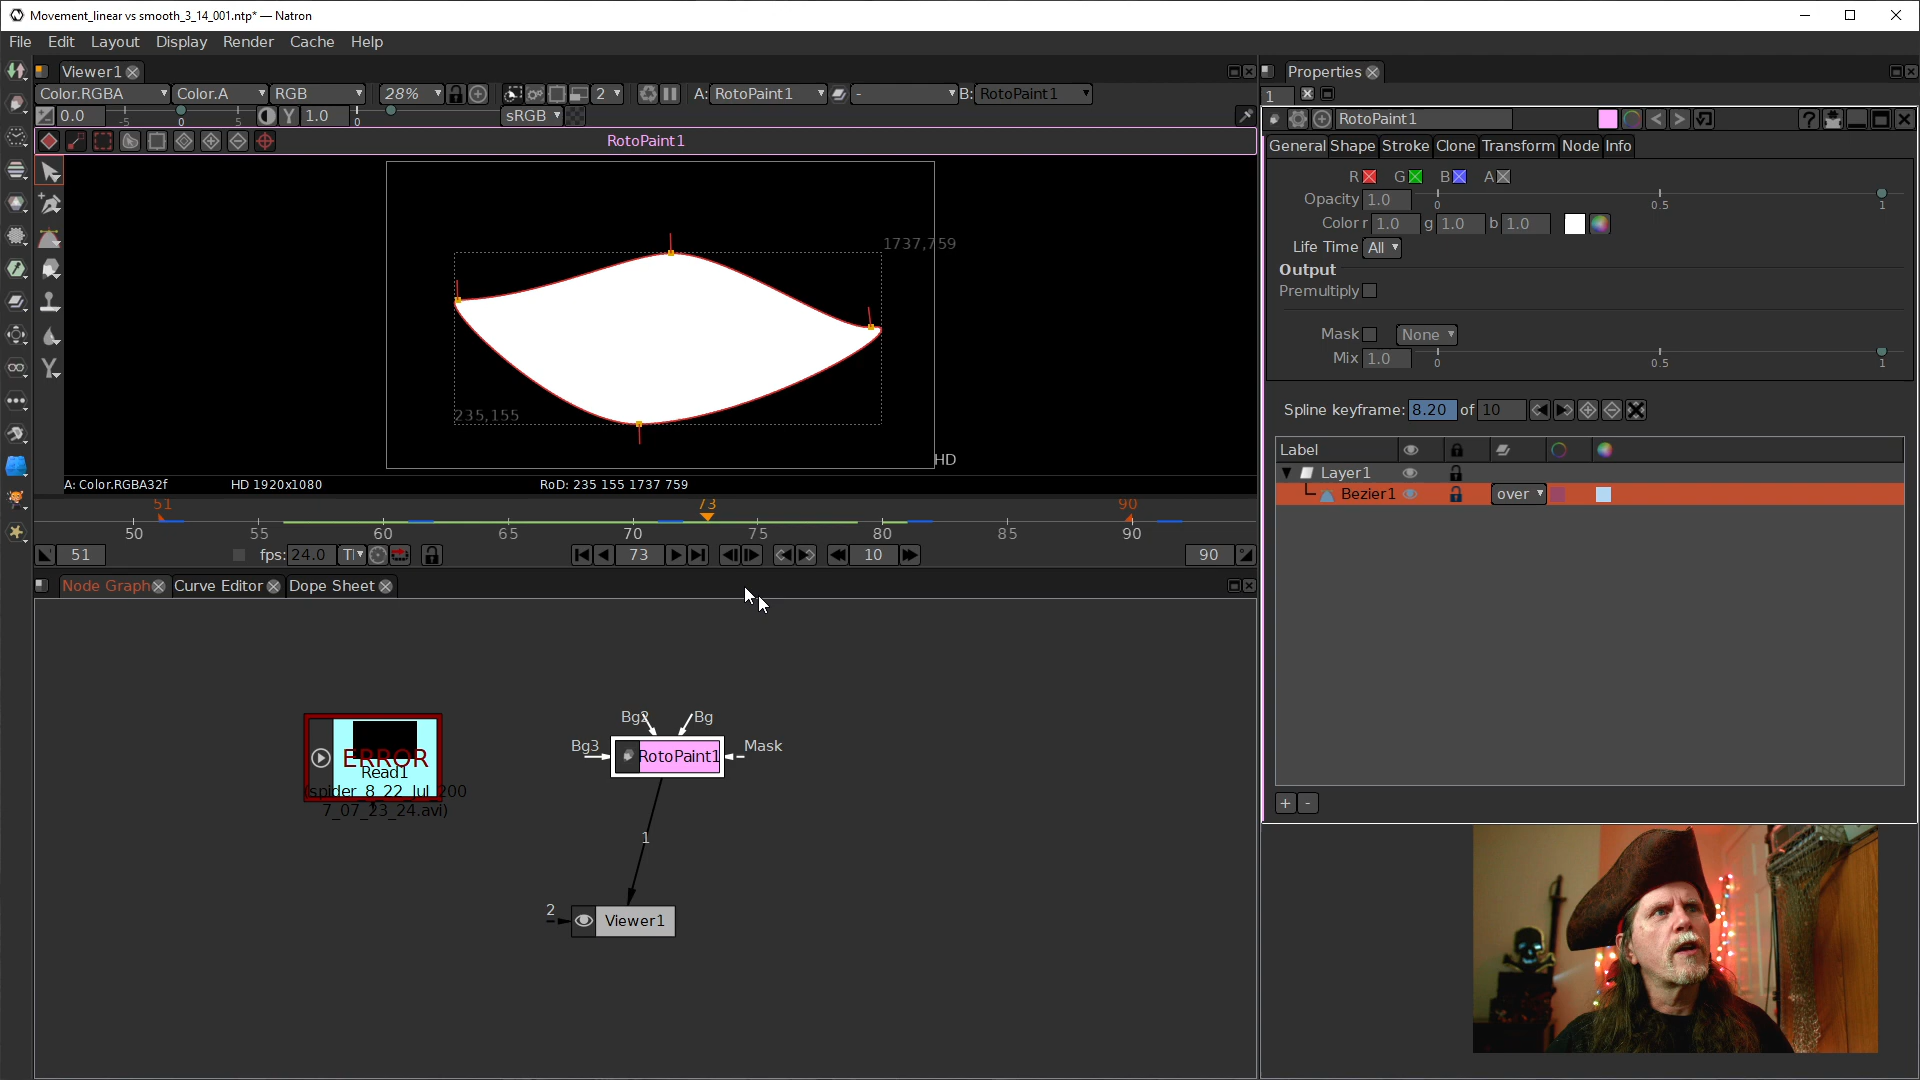 Movement_linear vs smooth_3_14_001.ntp* — Natron
File Edit Layout Display Render Cache Help
Viewer1
Properties
Color.RGBA Color.A RGB 28% 2 A: RotoPaint1 - B: RotoPaint1
1
0.0 -5 0 5 Y 1.0 0 sRGB
RotoPaint1
RotoPaint1
General Shape Stroke Clone Transform Node Info
R G B A
Opacity 1.0 0 0.5 1
Color r 1.0 g 1.0 b 1.0
Life Time All
Output
Premultiply
Mask None
Mix 1.0 0 0.5 1
Spline keyframe: 8.20 of 10
Label
Layer1
Bezier1 over
+ -
1737,759
235,155
HD
A: Color.RGBA32f HD 1920x1080 RoD: 235 155 1737 759
51 73 90
50 55 60 65 70 75 80 85 90
51 fps: 24.0 73 10 90
Node Graph Curve Editor Dope Sheet
ERROR
Read1
(spider_8_22_Jul_200
7_07_23_24.avi)
Bg2 Bg
Bg3 Mask
RotoPaint1
1
2
Viewer1